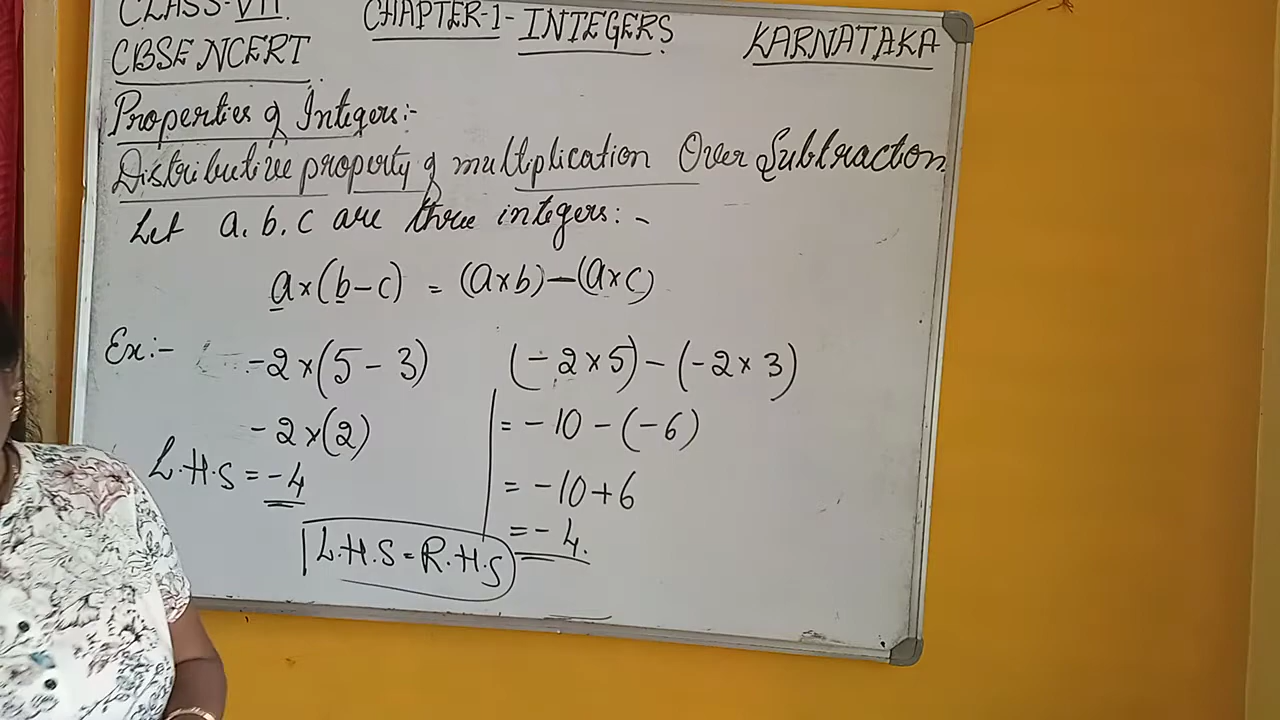 CLASS-VII.
CHAPTER-1- INTEGERS
KARNATAKA
CBSE NCERT
Properties of Integers:-
Distributive property of multiplication Over Subtraction
Let a, b, c are three integers:-
a×(b-c) = (a×b)-(a×c)
Ex:- -2×(5-3) (-2×5)-(-2×3)
-2×(2) = -10-(-6)
L.H.S = -4 = -10+6
= -4.
L.H.S = R.H.S